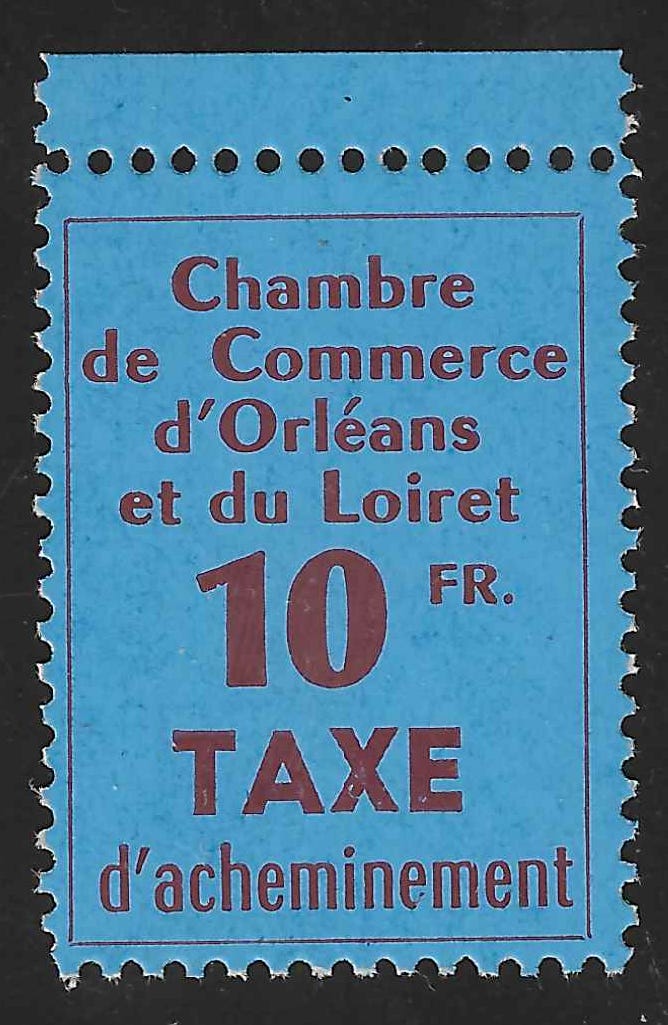 Chambre
de Commerce
d'Orléans
et du Loiret
10 FR.
TAXE
d'acheminement